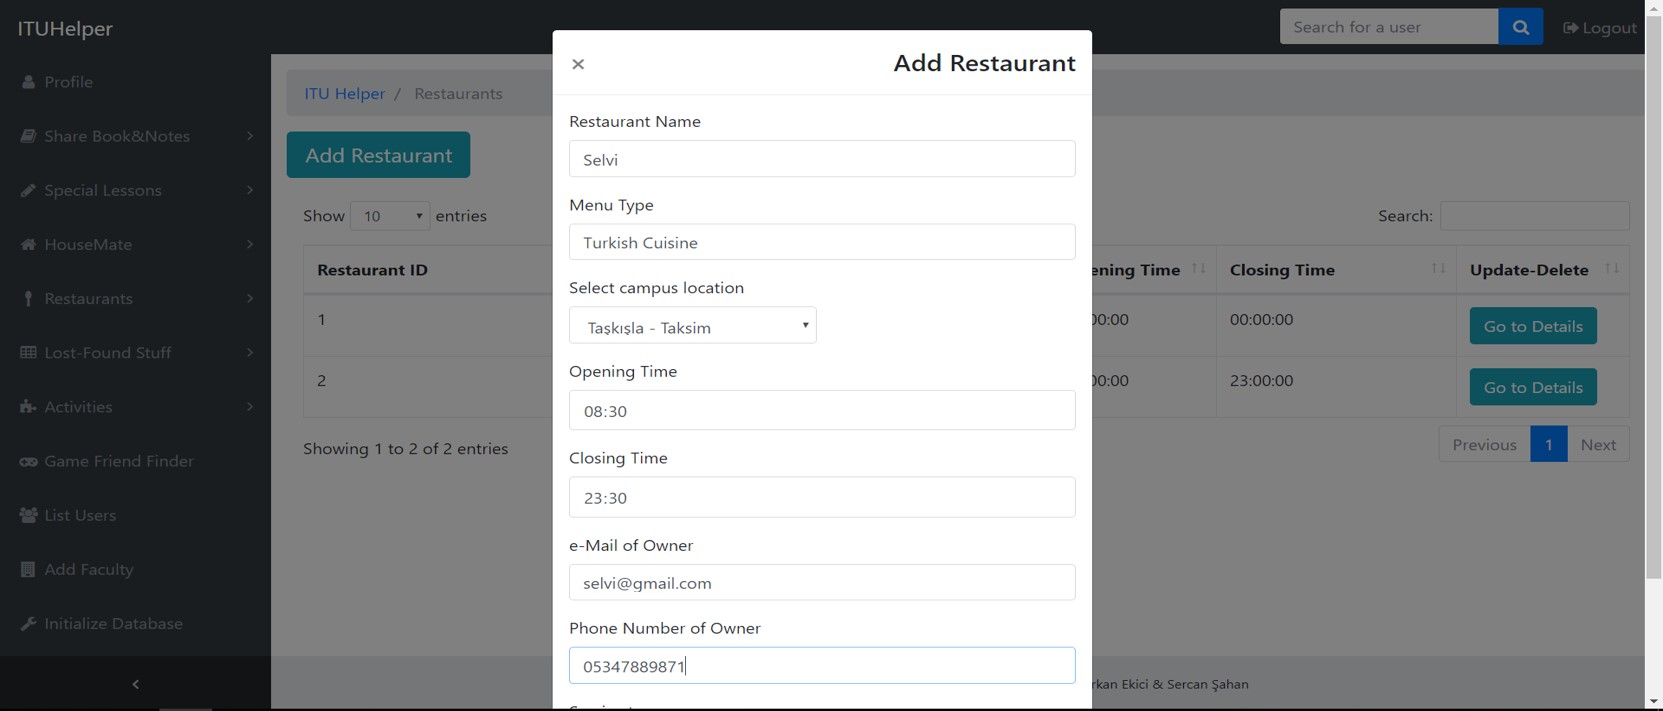 ITUHelper
Search for a user
Logout
Profile
Share Book&Notes
Special Lessons
HouseMate
Restaurants
Lost-Found Stuff
Activities
Game Friend Finder
List Users
Add Faculty
Initialize Database
ITU Helper / Restaurants
Add Restaurant
Show 10 entries
Search:
Restaurant ID
ening Time
Closing Time
Update-Delete
1
00:00
00:00:00
Go to Details
2
00:00
23:00:00
Go to Details
Showing 1 to 2 of 2 entries
Previous 1 Next
rkan Ekici & Sercan Şahan
× Add Restaurant
Restaurant Name
Selvi
Menu Type
Turkish Cuisine
Select campus location
Taşkışla - Taksim
Opening Time
08:30
Closing Time
23:30
e-Mail of Owner
selvi@gmail.com
Phone Number of Owner
05347889871